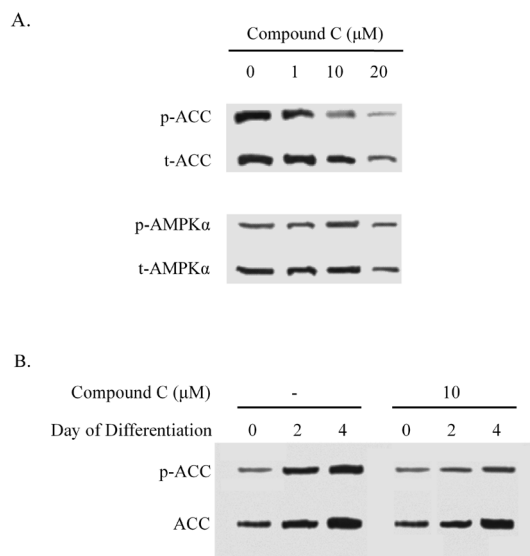 A.
Compound C (μM)
0 1 10 20
p-ACC
t-ACC
p-AMPKα
t-AMPKα
B.
Compound C (μM) - 10
Day of Differentiation 0 2 4 0 2 4
p-ACC
ACC